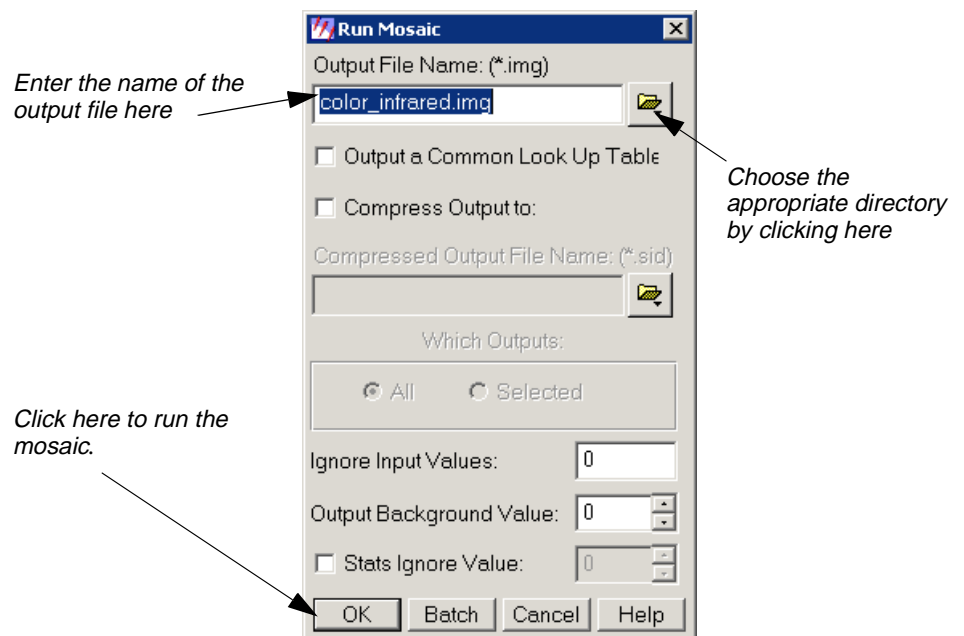 Run Mosaic
Output File Name: (*.img)
Enter the name of the
output file here
color_infrared.img
Output a Common Look Up Table
Choose the
appropriate directory
by clicking here
Compress Output to:
Compressed Output File Name: (*.sid)
Which Outputs:
All Selected
Click here to run the
mosaic.
Ignore Input Values: 0
Output Background Value: 0
Stats Ignore Value: 0
OK Batch Cancel Help